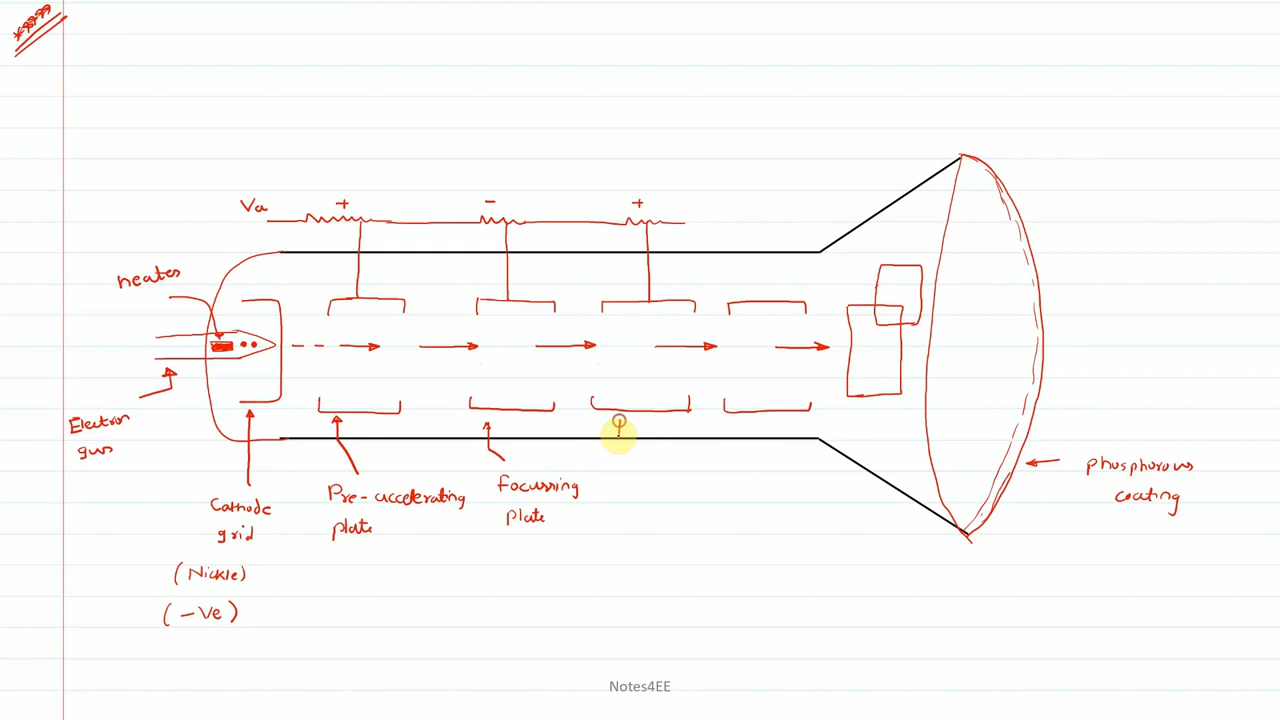 Va
+
-
+
heater
Electron
gun
Cathode
grid
(Nickle)
(-Ve)
Pre-accelerating
plate
Focussing
plate
phosphorous
coating
Notes4EE